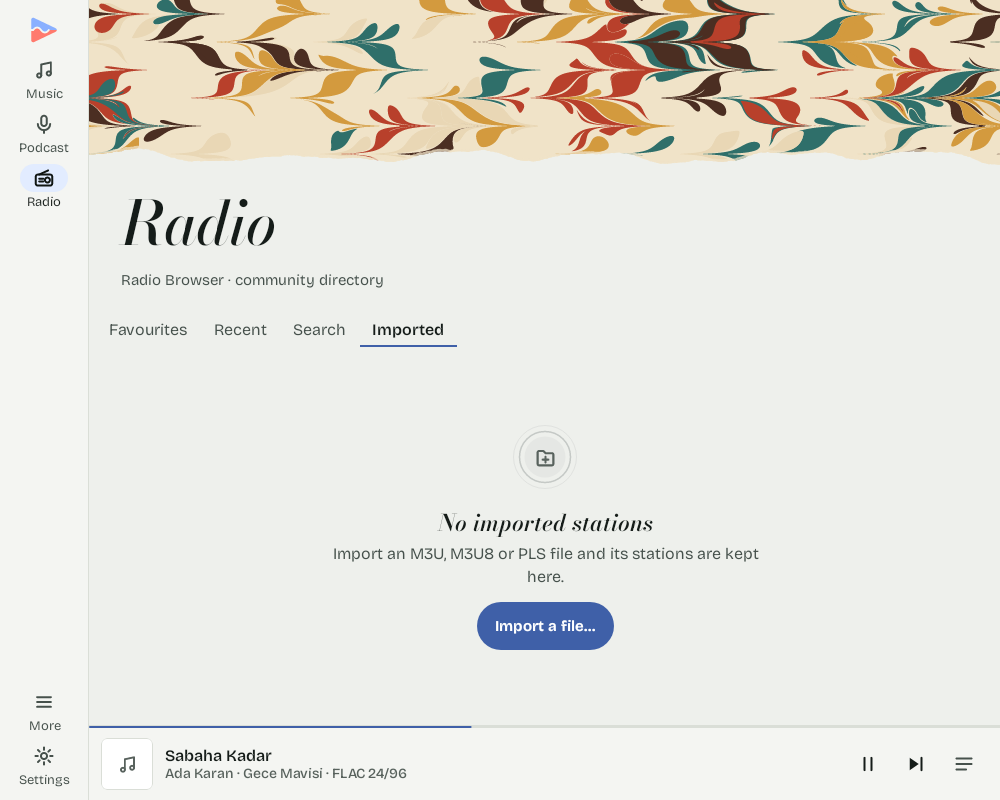 Music
Podcast
Radio
Radio
Radio Browser · community directory
Favourites
Recent
Search
Imported
No imported stations
Import an M3U, M3U8 or PLS file and its stations are kept
here.
Import a file...
More
Settings
Sabaha Kadar
Ada Karan · Gece Mavisi · FLAC 24/96